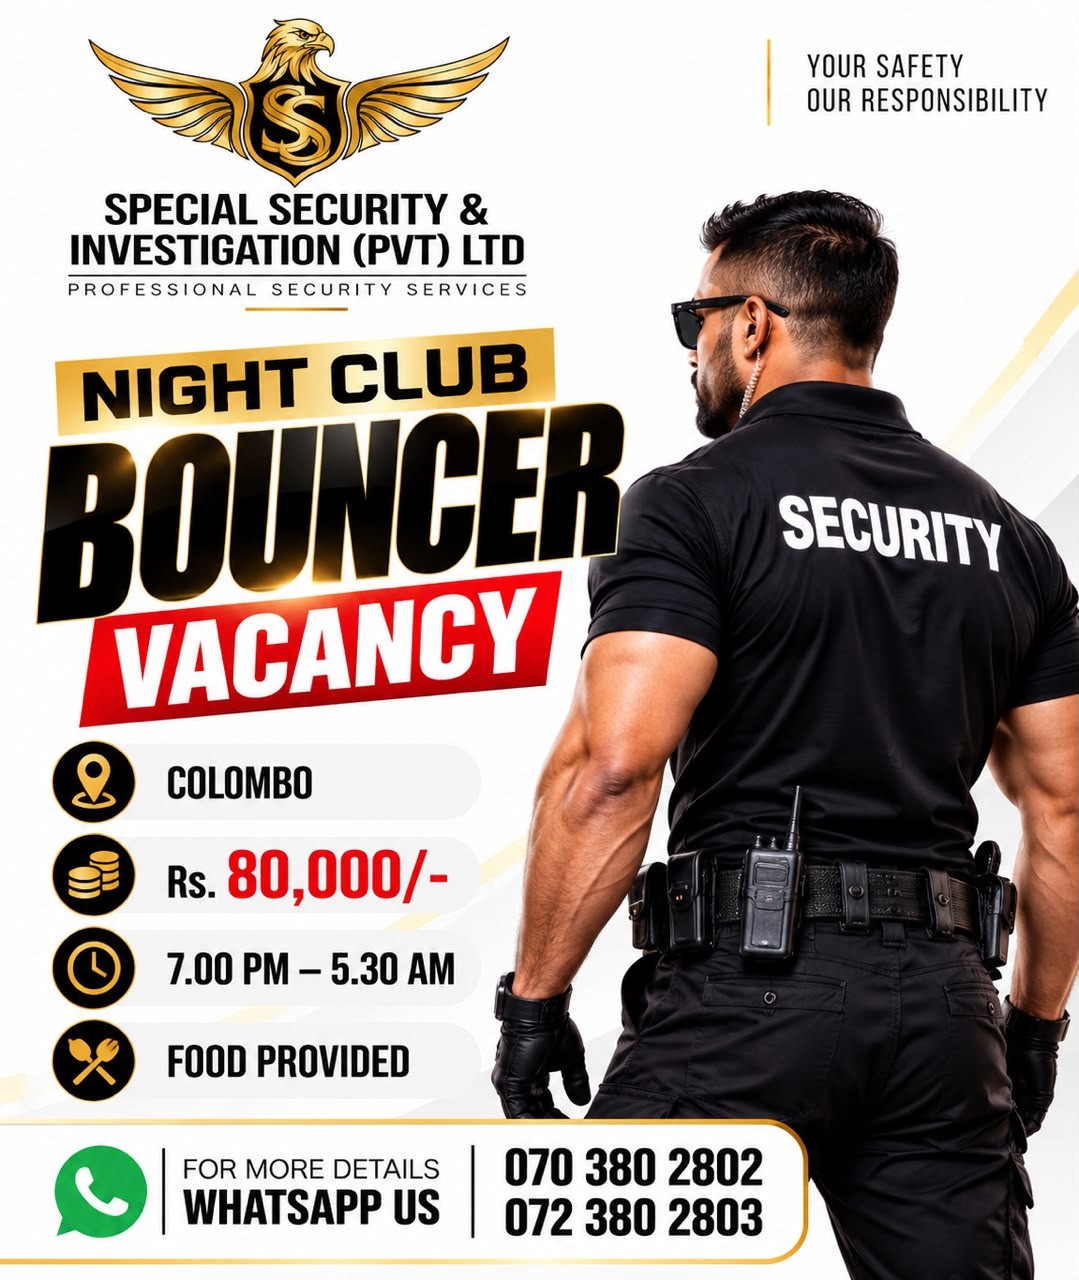 SS
SPECIAL SECURITY &
INVESTIGATION (PVT) LTD
PROFESSIONAL SECURITY SERVICES
YOUR SAFETY
OUR RESPONSIBILITY
NIGHT CLUB
BOUNCER
VACANCY
SECURITY
COLOMBO
Rs. 80,000/-
7.00 PM – 5.30 AM
FOOD PROVIDED
FOR MORE DETAILS
WHATSAPP US
070 380 2802
072 380 2803